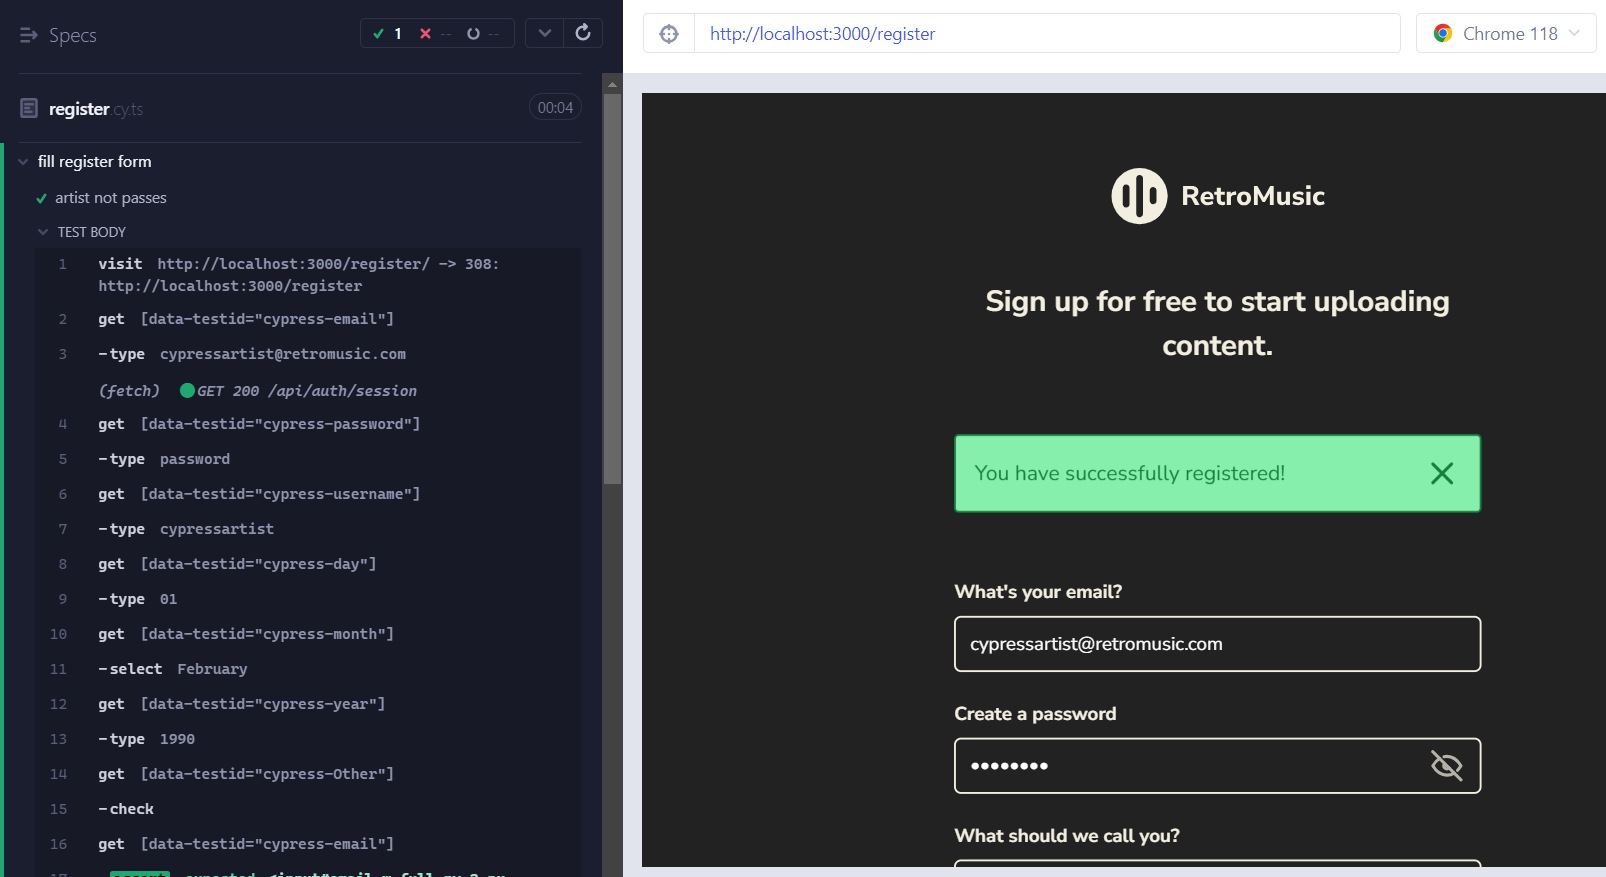 Specs
1 -- --
register.cy.ts
00:04
fill register form
artist not passes
TEST BODY
1 visit http://localhost:3000/register/ -> 308:
http://localhost:3000/register
2 get [data-testid="cypress-email"]
3 -type cypressartist@retromusic.com
(fetch) GET 200 /api/auth/session
4 get [data-testid="cypress-password"]
5 -type password
6 get [data-testid="cypress-username"]
7 -type cypressartist
8 get [data-testid="cypress-day"]
9 -type 01
10 get [data-testid="cypress-month"]
11 -select February
12 get [data-testid="cypress-year"]
13 -type 1990
14 get [data-testid="cypress-Other"]
15 -check
16 get [data-testid="cypress-email"]
http://localhost:3000/register
Chrome 118
RetroMusic
Sign up for free to start uploading
content.
You have successfully registered!
What's your email?
cypressartist@retromusic.com
Create a password
What should we call you?